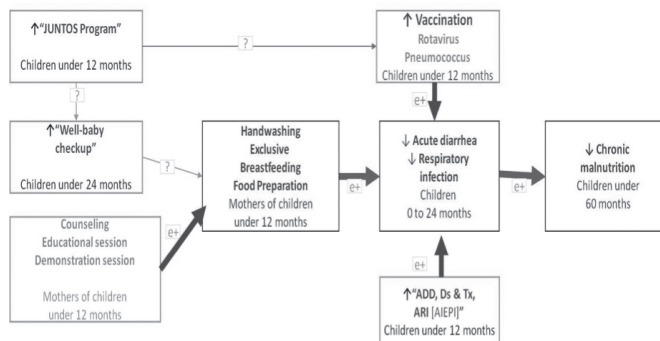 ↑"JUNTOS Program"
Children under 12 months
?
↑ Vaccination
Rotavirus
Pneumococcus
Children under 12 months
?
e+
↑"Well-baby
checkup"
Children under 24 months
?
Handwashing
Exclusive
Breastfeeding
Food Preparation
Mothers of children
under 12 months
e+
↓ Acute diarrhea
↓ Respiratory
infection
Children
0 to 24 months
e+
↓ Chronic
malnutrition
Children under
60 months
Counseling
Educational session
Demonstration session
Mothers of children
under 12 months
e+
e+
↑"ADD, Ds & Tx,
ARI [AIEPI]"
Children under 12 months